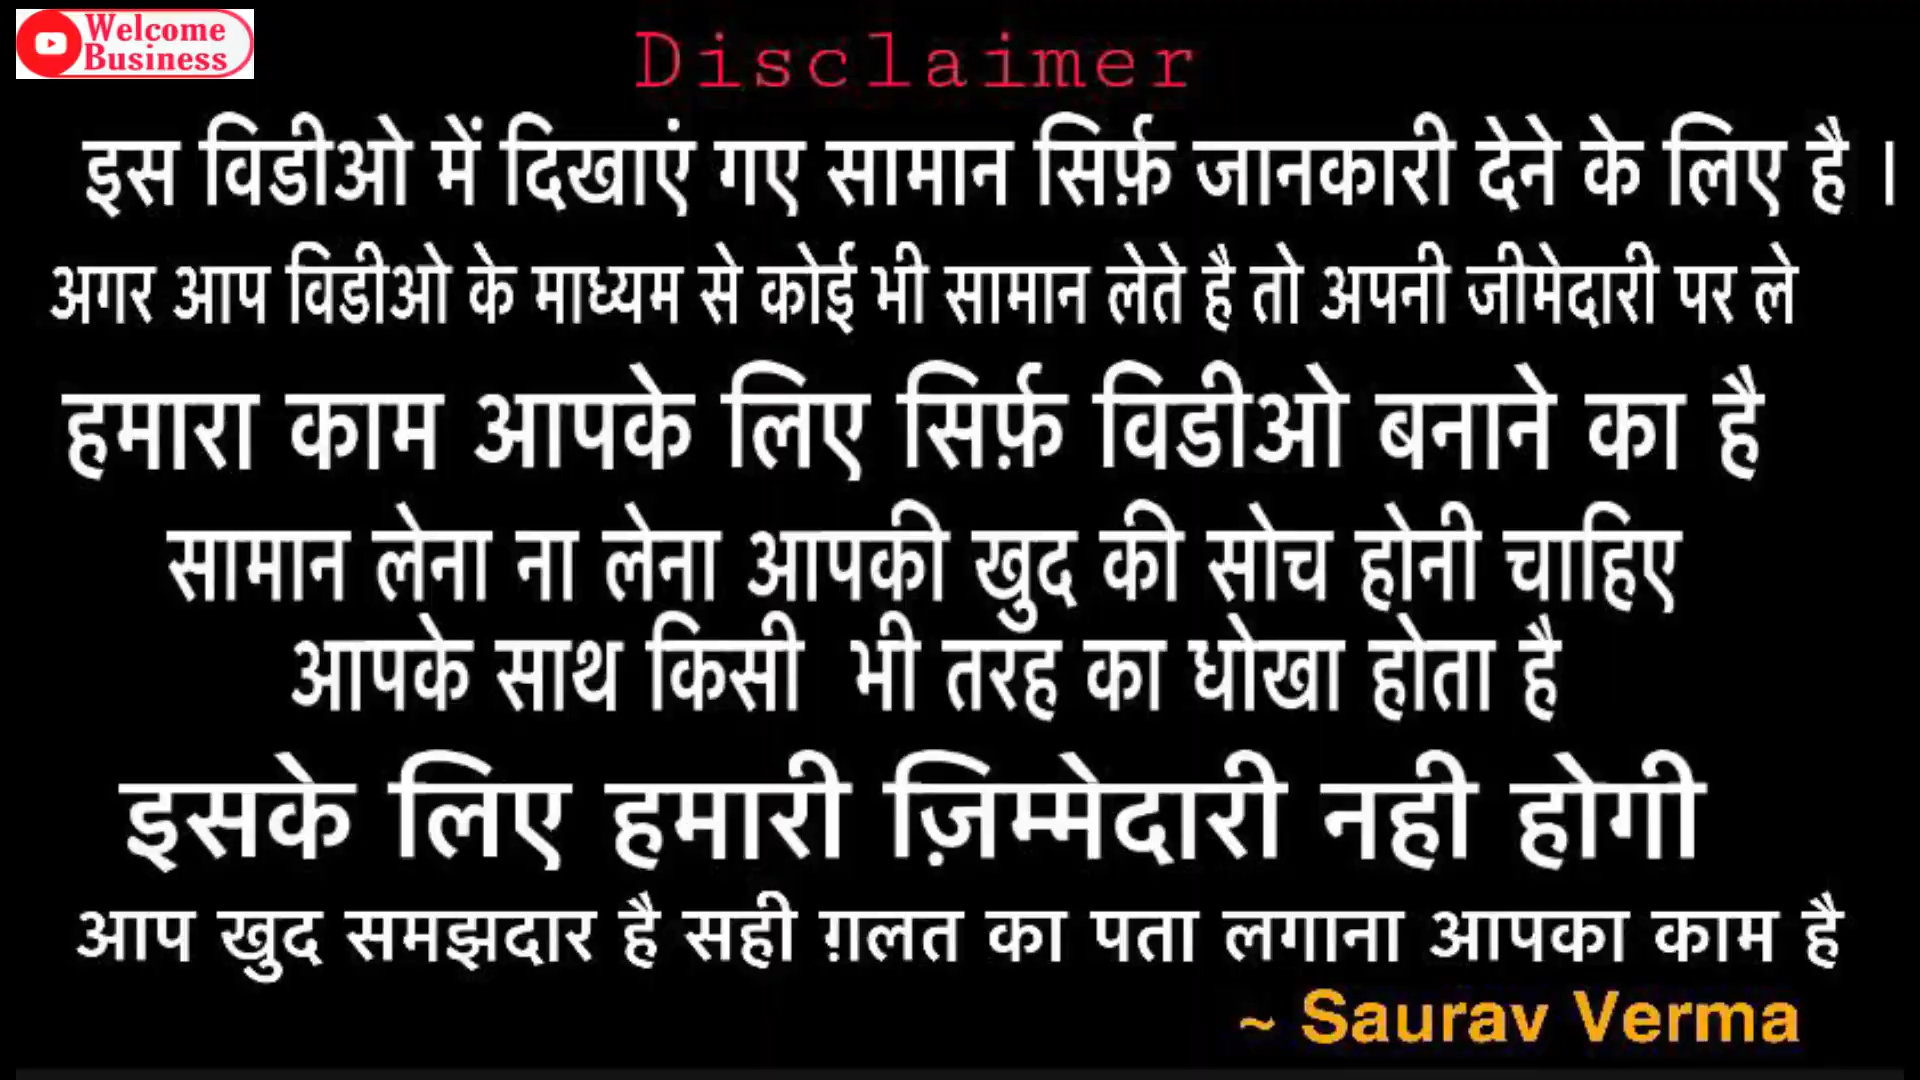 Welcome
Business
Disclaimer
इस विडीओ में दिखाएं गए सामान सिर्फ़ जानकारी देने के लिए है ।
अगर आप विडीओ के माध्यम से कोई भी सामान लेते है तो अपनी जीमेदारी पर ले
हमारा काम आपके लिए सिर्फ़ विडीओ बनाने का है
सामान लेना ना लेना आपकी खुद की सोच होनी चाहिए
आपके साथ किसी भी तरह का धोखा होता है
इसके लिए हमारी ज़िम्मेदारी नही होगी
आप खुद समझदार है सही ग़लत का पता लगाना आपका काम है
~ Saurav Verma